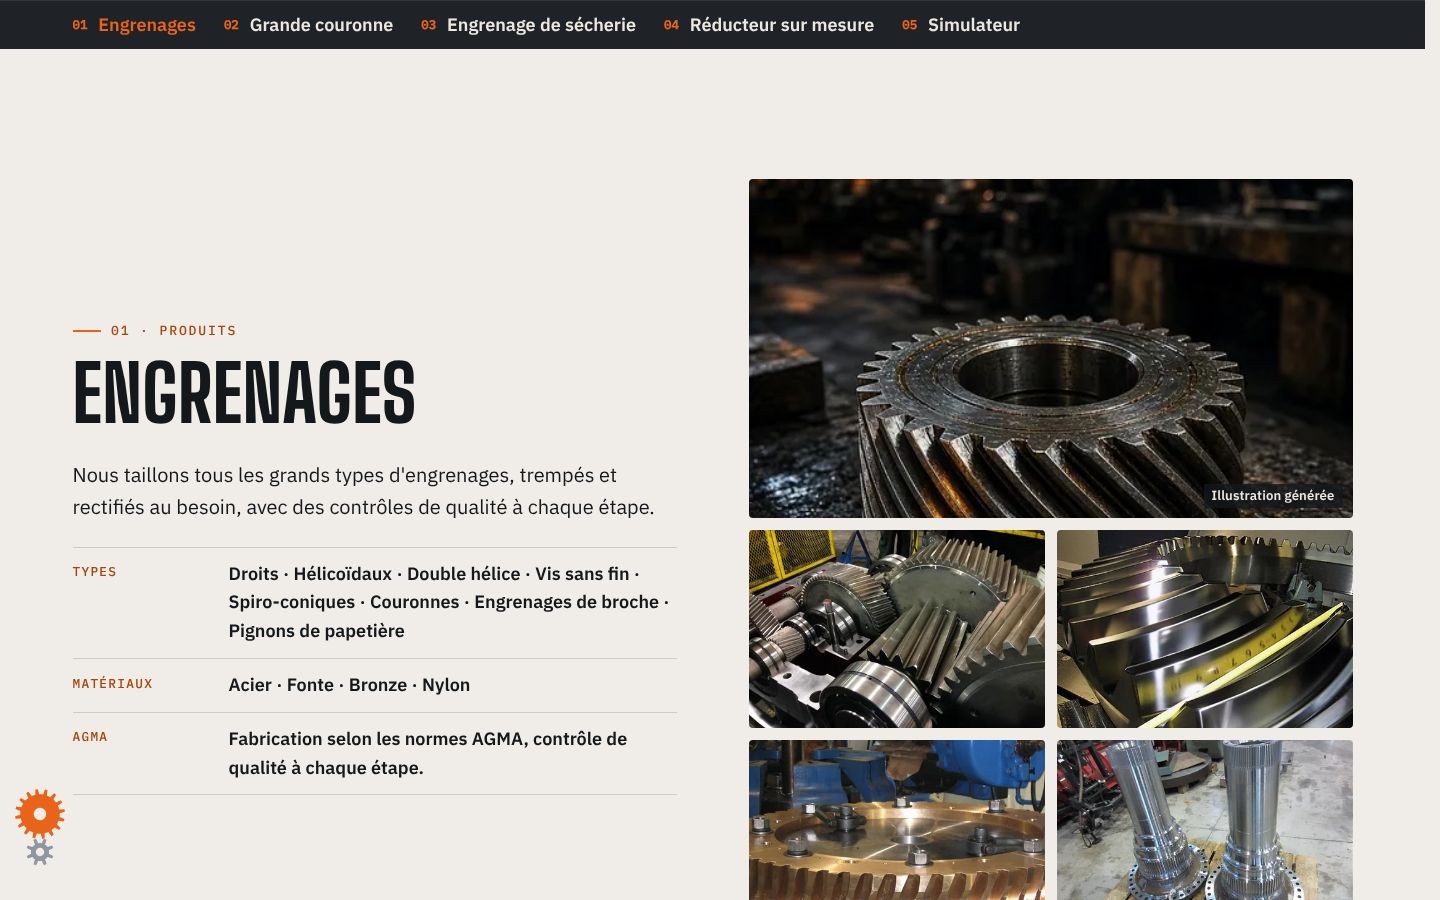 01 Engrenages 02 Grande couronne 03 Engrenage de sécherie 04 Réducteur sur mesure 05 Simulateur
01 · PRODUITS
ENGRENAGES
Nous taillons tous les grands types d'engrenages, trempés et
rectifiés au besoin, avec des contrôles de qualité à chaque étape.
TYPES
Droits · Hélicoïdaux · Double hélice · Vis sans fin ·
Spiro-coniques · Couronnes · Engrenages de broche ·
Pignons de papetière
MATÉRIAUX
Acier · Fonte · Bronze · Nylon
AGMA
Fabrication selon les normes AGMA, contrôle de
qualité à chaque étape.
Illustration générée